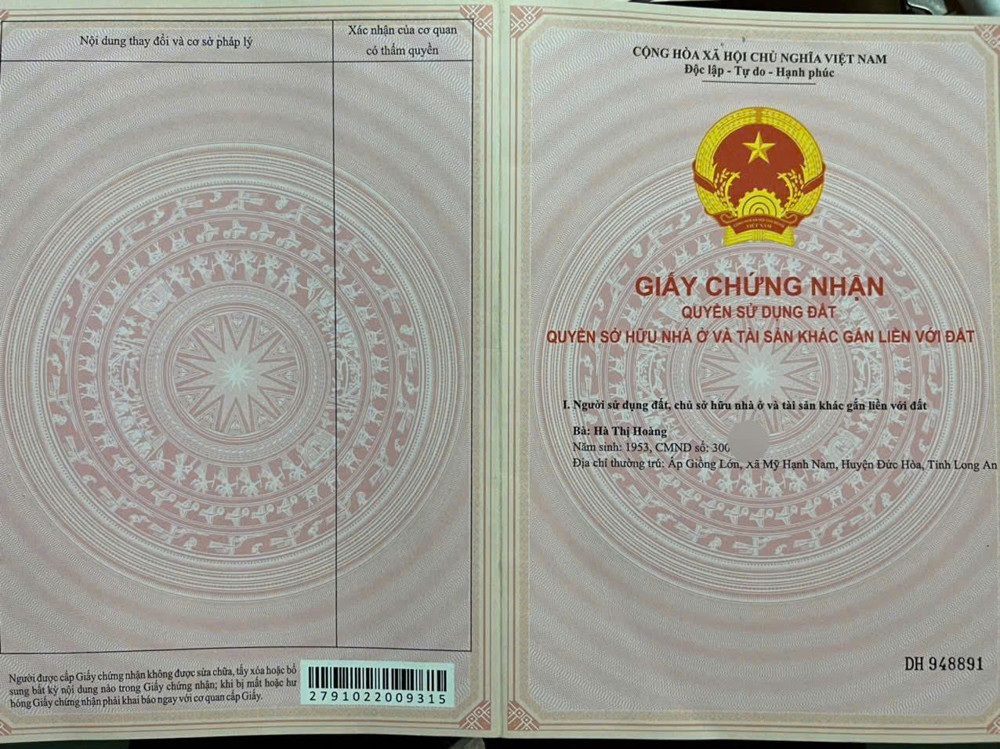 Nội dung thay đổi và cơ sở pháp lý
Xác nhận của cơ quan
có thẩm quyền
Người được cấp Giấy chứng nhận không được sửa chữa, tẩy xóa hoặc bổ
sung bất kỳ nội dung nào trong Giấy chứng nhận; khi bị mất hoặc hư
hỏng Giấy chứng nhận phải khai báo ngay với cơ quan cấp Giấy.
2791022009315
CỘNG HÒA XÃ HỘI CHỦ NGHĨA VIỆT NAM
Độc lập - Tự do - Hạnh phúc
VIỆT NAM
GIẤY CHỨNG NHẬN
QUYỀN SỬ DỤNG ĐẤT
QUYỀN SỞ HỮU NHÀ Ở VÀ TÀI SẢN KHÁC GẮN LIỀN VỚI ĐẤT
I. Người sử dụng đất, chủ sở hữu nhà ở và tài sản khác gắn liền với đất
Bà: Hà Thị Hoàng
Năm sinh: 1953, CMND số: 300
Địa chỉ thường trú: Ấp Giồng Lớn, Xã Mỹ Hạnh Nam, Huyện Đức Hòa, Tỉnh Long An
DH 948891